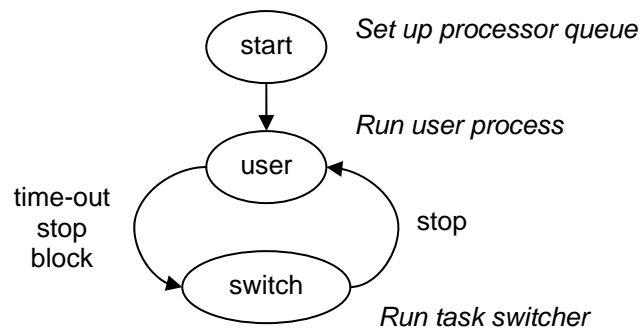 start
Set up processor queue
Run user process
user
time-out
stop
block
stop
switch
Run task switcher